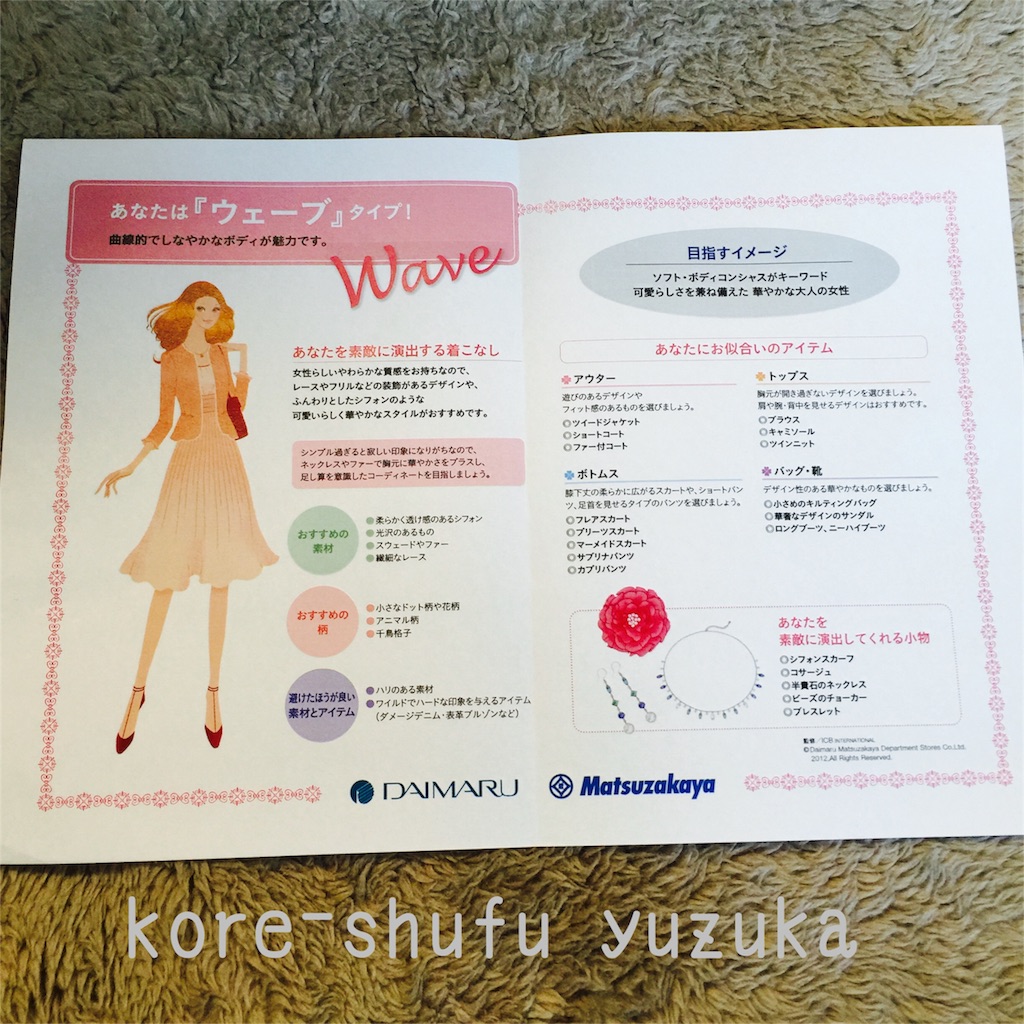 あなたは『ウェーブ』タイプ!
曲線的でしなやかなボディが魅力です。
Wave
あなたを素敵に演出する着こなし
女性らしいやわらかな質感をお持ちなので、
レースやフリルなどの装飾があるデザインや、
ふんわりとしたシフォンのような
可愛いらしく華やかなスタイルがおすすめです。
シンプル過ぎると寂しい印象になりがちなので、
ネックレスやファーで胸元に華やかさをプラスし、
足し算を意識したコーディネートを目指しましょう。
おすすめの
素材
柔らかく透け感のあるシフォン
光沢のあるもの
スウェードやファー
繊細なレース
おすすめの
柄
小さなドット柄や花柄
アニマル柄
千鳥格子
避けたほうが良い
素材とアイテム
ハリのある素材
ワイルドでハードな印象を与えるアイテム
(ダメージデニム・表革ブルゾンなど)
DAIMARU
目指すイメージ
ソフト・ボディコンシャスがキーワード
可愛らしさを兼ね備えた 華やかな大人の女性
あなたにお似合いのアイテム
アウター
遊びのあるデザインや
フィット感のあるものを選びましょう。
◎ツイードジャケット
◎ショートコート
◎ファー付コート
トップス
胸元が開き過ぎないデザインを選びましょう。
肩や腕・背中を見せるデザインはおすすめです。
◎ブラウス
◎キャミソール
◎ツインニット
ボトムス
膝下丈の柔らかに広がるスカートや、ショートパン
ツ、足首を見せるタイプのパンツを選びましょう。
◎フレアスカート
◎プリーツスカート
◎マーメイドスカート
◎サブリナパンツ
◎カプリパンツ
バッグ・靴
デザイン性のある華やかなものを選びましょう。
◎小さめのキルティングバッグ
◎華奢なデザインのサンダル
◎ロングブーツ、ニーハイブーツ
あなたを
素敵に演出してくれる小物
◎シフォンスカーフ
◎コサージュ
◎半貴石のネックレス
◎ビーズのチョーカー
◎ブレスレット
監修/ICB INTERNATIONAL
©Daimaru Matsuzakaya Department Stores Co.,Ltd.
2012,All Rights Reserved.
Matsuzakaya
kore-shufu yuzuka